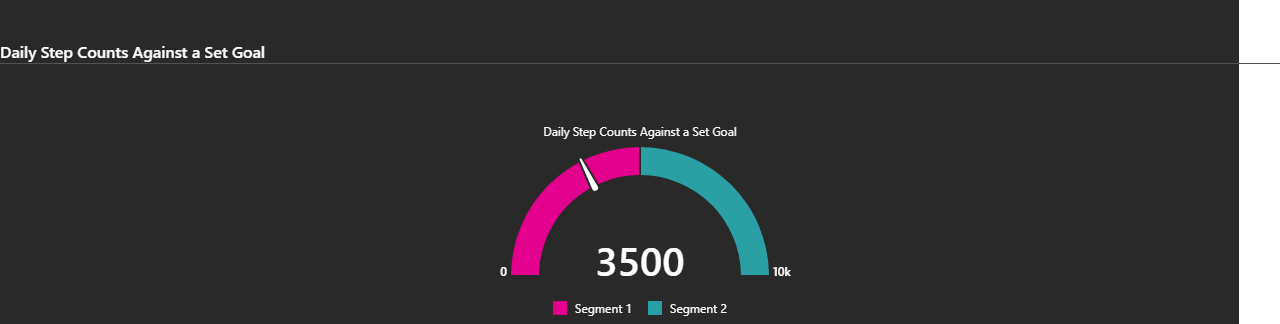 Daily Step Counts Against a Set Goal
Daily Step Counts Against a Set Goal
3500
0
10k
Segment 1
Segment 2